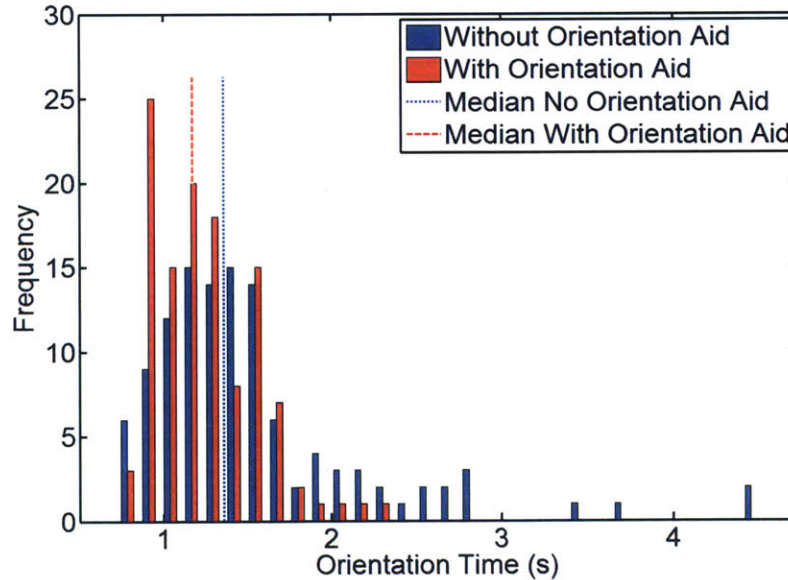 30
25
20
15
10
5
0
Frequency
Without Orientation Aid
With Orientation Aid
Median No Orientation Aid
Median With Orientation Aid
1 2 3 4
Orientation Time (s)